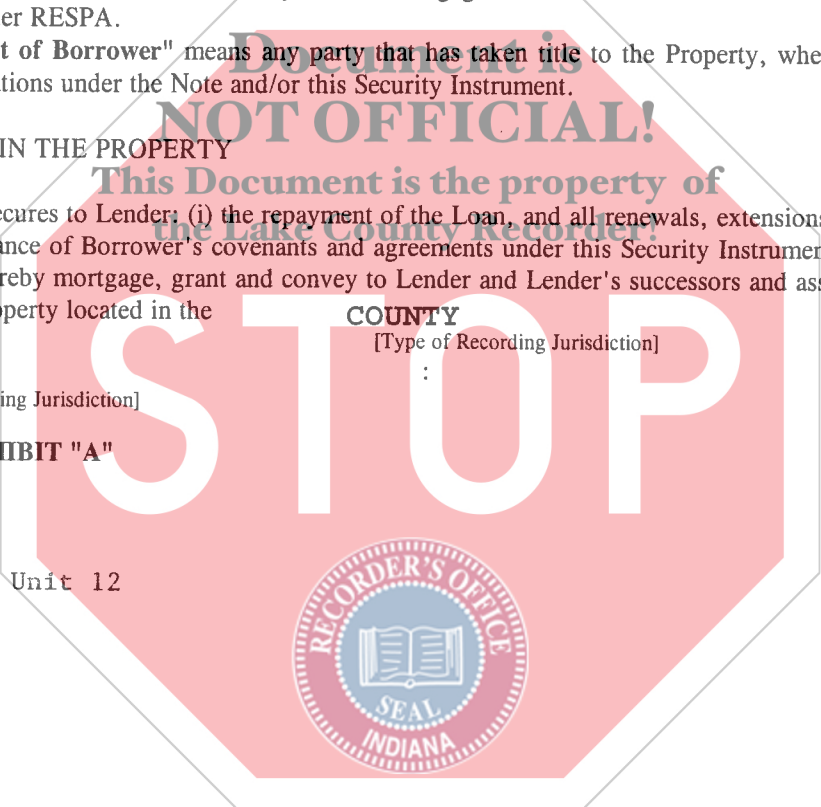 er RESPA.
t of Borrower" means any party that has taken title to the Property, whe
tions under the Note and/or this Security Instrument.
Document is
NOT OFFICIAL!
This Document is the property of
the Lake County Recorder!
IN THE PROPERTY
ecures to Lender: (i) the repayment of the Loan, and all renewals, extensions
ance of Borrower's covenants and agreements under this Security Instrumen
reby mortgage, grant and convey to Lender and Lender's successors and ass
operty located in the COUNTY
[Type of Recording Jurisdiction]
:
ing Jurisdiction]
IIBIT "A"
STOP
Unit 12
RECORDER'S OFFICE
SEAL
INDIANA